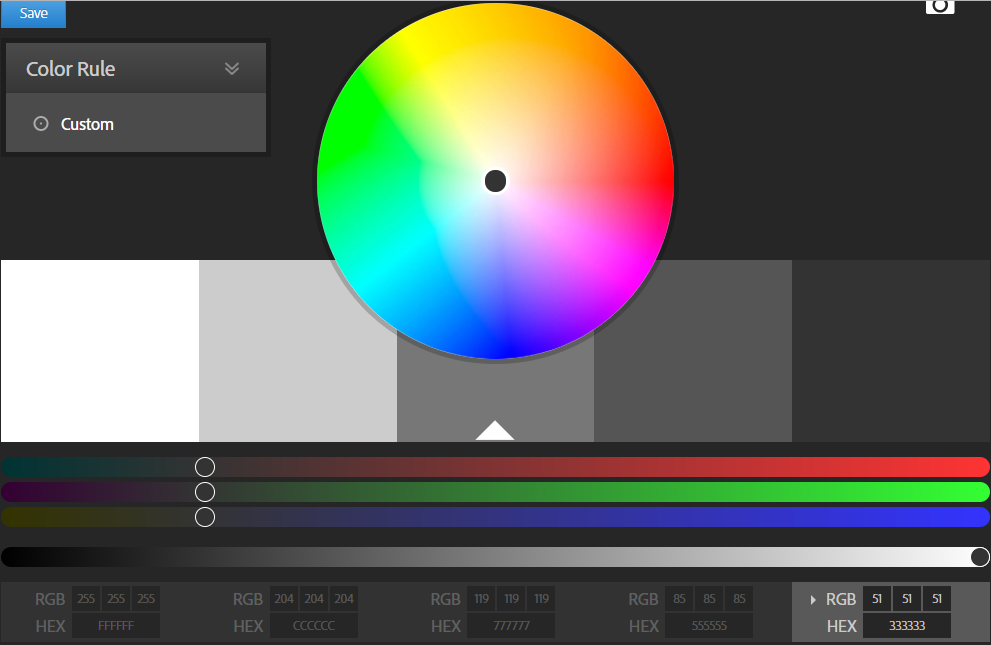 Save
Color Rule
Custom
RGB 255 255 255 RGB 204 204 204 RGB 119 119 119 RGB 85 85 85 RGB 51 51 51
HEX FFFFFF HEX CCCCCC HEX 777777 HEX 555555 HEX 333333